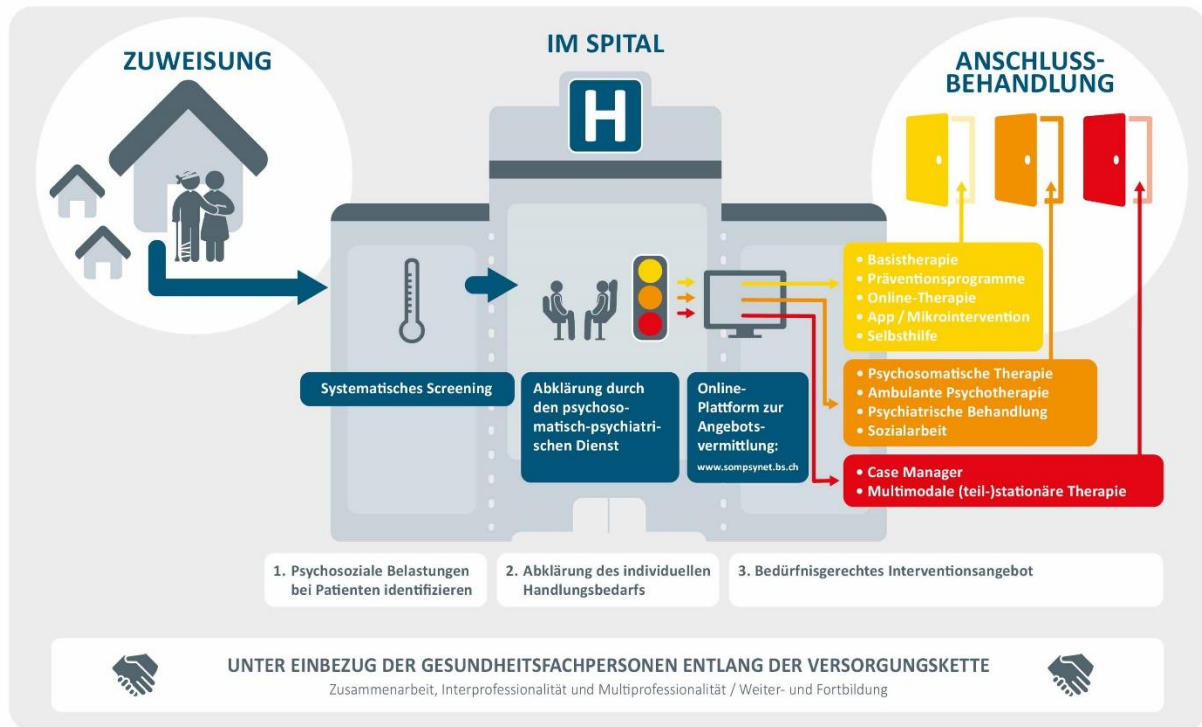 ZUWEISUNG
IM SPITAL
H
ANSCHLUSS-
BEHANDLUNG
Systematisches Screening
Abklärung durch
den psychoso-
matisch-psychiatri-
schen Dienst
Online-
Plattform zur
Angebots-
vermittlung:
www.sompsynet.bs.ch
• Basistherapie
• Präventionsprogramme
• Online-Therapie
• App / Mikrointervention
• Selbsthilfe
• Psychosomatische Therapie
• Ambulante Psychotherapie
• Psychiatrische Behandlung
• Sozialarbeit
• Case Manager
• Multimodale (teil-)stationäre Therapie
1. Psychosoziale Belastungen
bei Patienten identifizieren
2. Abklärung des individuellen
Handlungsbedarfs
3. Bedürfnisgerechtes Interventionsangebot
UNTER EINBEZUG DER GESUNDHEITSFACHPERSONEN ENTLANG DER VERSORGUNGSKETTE
Zusammenarbeit, Interprofessionalität und Multiprofessionalität / Weiter- und Fortbildung